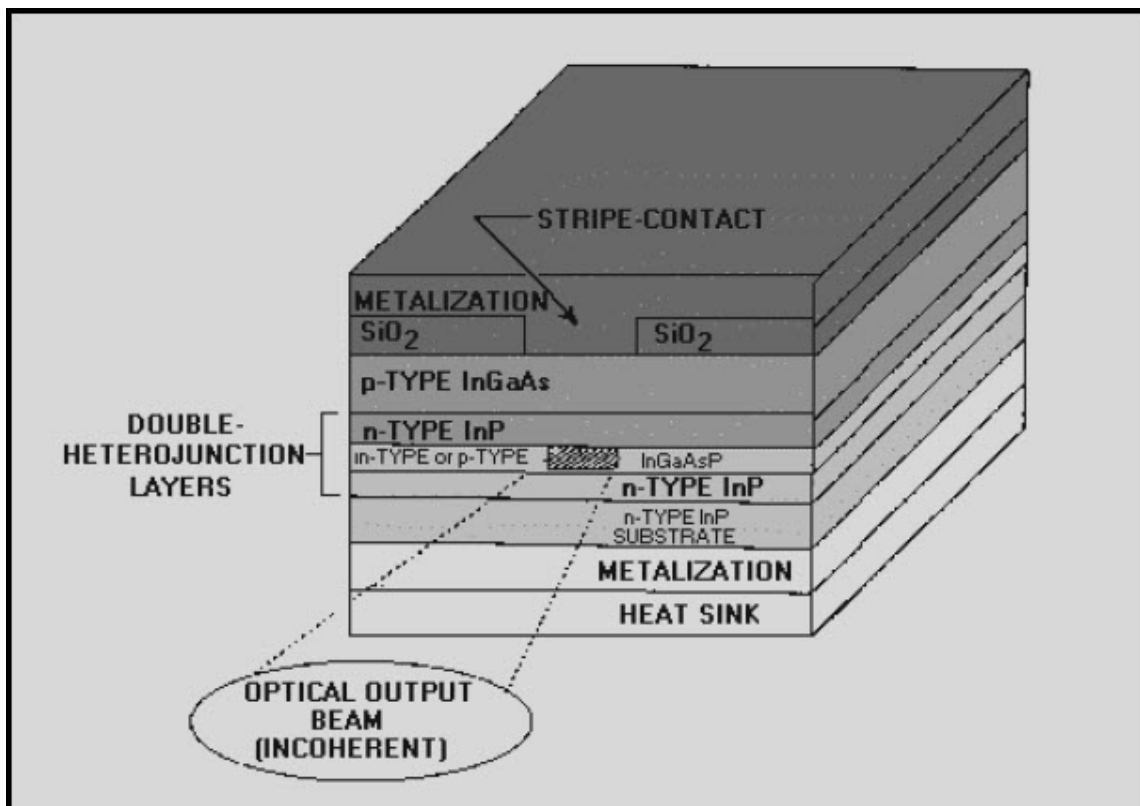 STRIPE-CONTACT
METALIZATION
SiO2
SiO2
p-TYPE InGaAs
DOUBLE-
HETEROJUNCTION
LAYERS
n-TYPE InP
n-TYPE or p-TYPE
InGaAsP
n-TYPE InP
n-TYPE InP
SUBSTRATE
METALIZATION
HEAT SINK
OPTICAL OUTPUT
BEAM
(INCOHERENT)